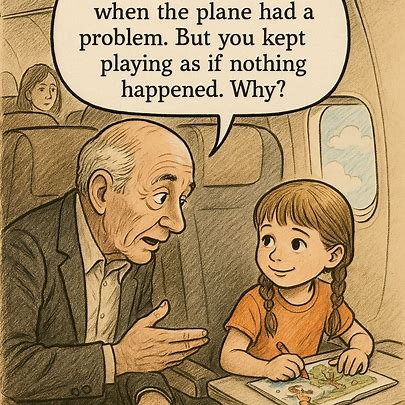 when the plane had a
problem. But you kept
playing as if nothing
happened. Why?